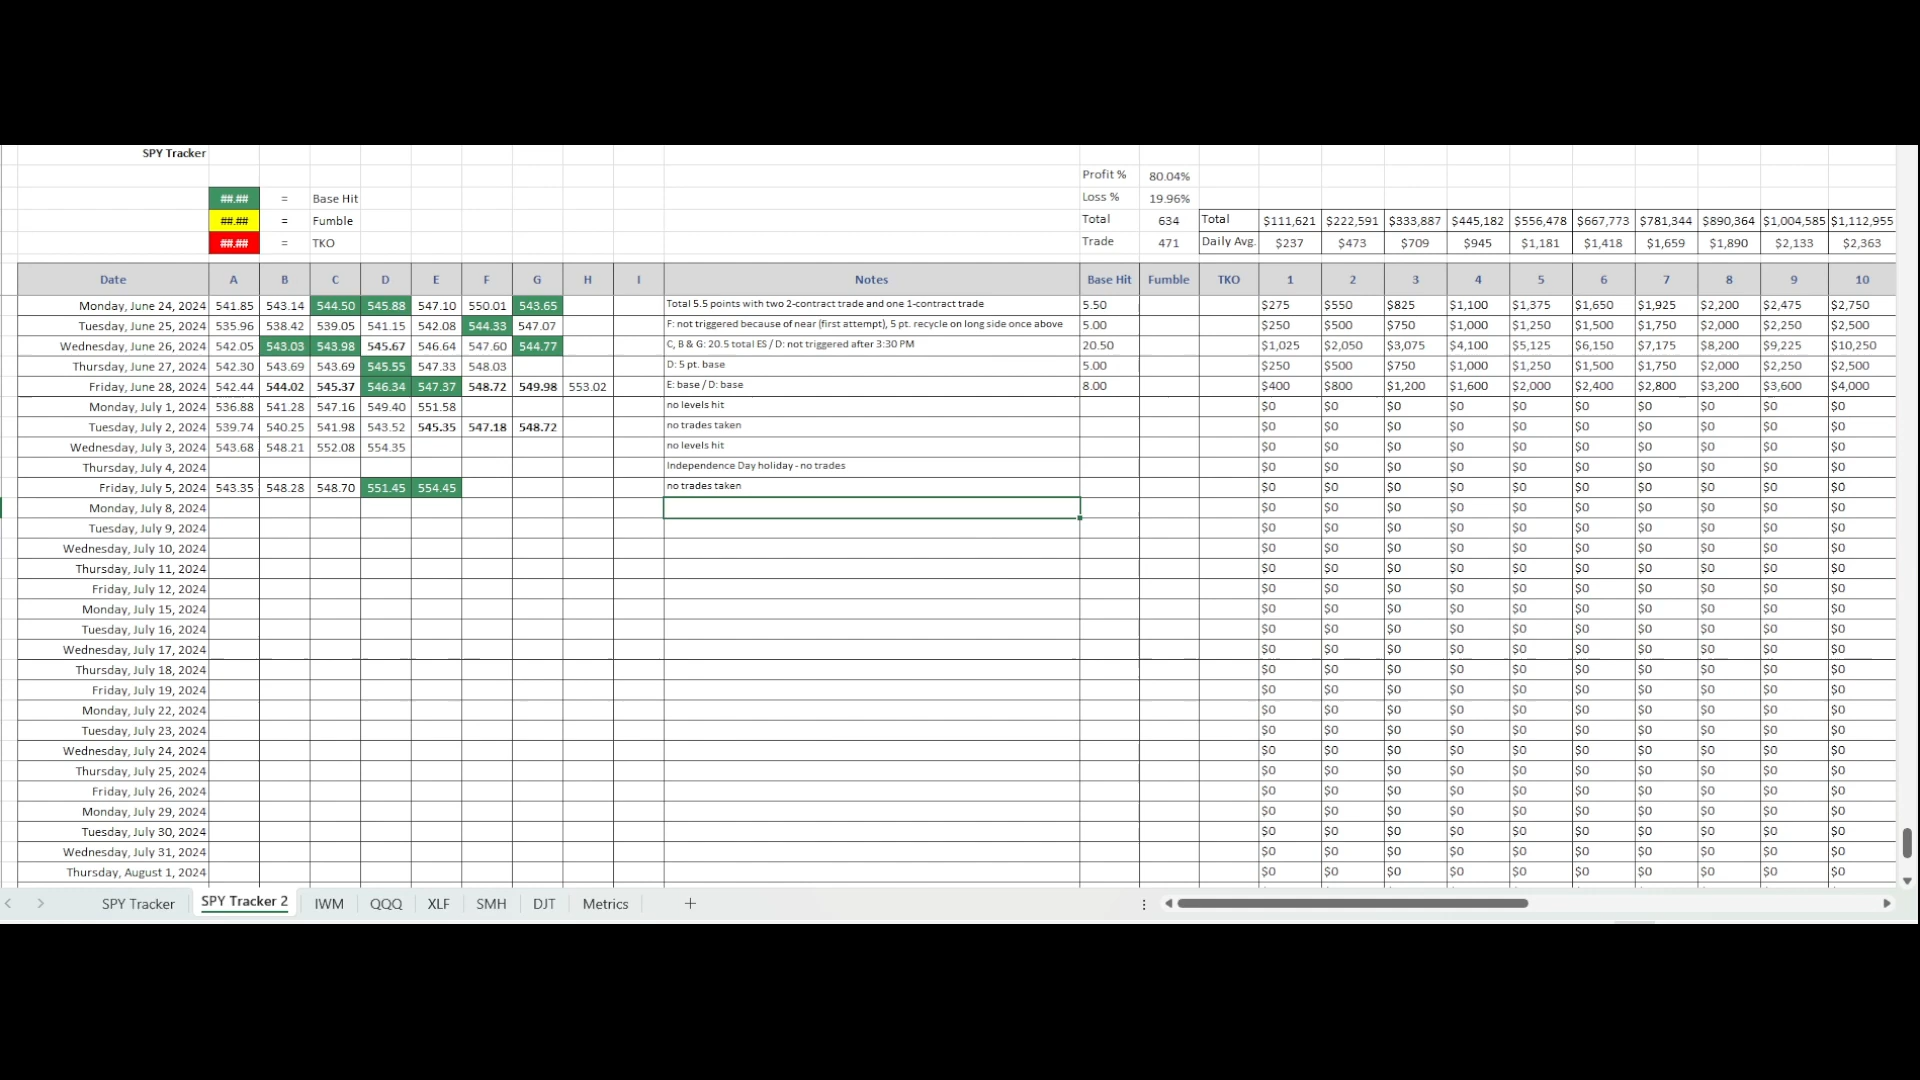 SPY Tracker
Profit % 80.04%
##.## = Base Hit Loss % 19.96%
##.## = Fumble Total 634 Total $111,621 $222,591 $333,887 $445,182 $556,478 $667,773 $781,344 $890,364 $1,004,585 $1,112,955
##.## = TKO Trade 471 Daily Avg. $237 $473 $709 $945 $1,181 $1,418 $1,659 $1,890 $2,133 $2,363
Date A B C D E F G H I Notes Base Hit Fumble TKO 1 2 3 4 5 6 7 8 9 10
Monday, June 24, 2024 541.85 543.14 544.50 545.88 547.10 550.01 543.65 Total 5.5 points with two 2-contract trade and one 1-contract trade 5.50 $275 $550 $825 $1,100 $1,375 $1,650 $1,925 $2,200 $2,475 $2,750
Tuesday, June 25, 2024 535.96 538.42 539.05 541.15 542.08 544.33 547.07 F: not triggered because of near (first attempt), 5 pt. recycle on long side once above 5.00 $250 $500 $750 $1,000 $1,250 $1,500 $1,750 $2,000 $2,250 $2,500
Wednesday, June 26, 2024 542.05 543.03 543.98 545.67 546.64 547.60 544.77 C, B & G: 20.5 total ES / D: not triggered after 3:30 PM 20.50 $1,025 $2,050 $3,075 $4,100 $5,125 $6,150 $7,175 $8,200 $9,225 $10,250
Thursday, June 27, 2024 542.30 543.69 543.69 545.55 547.33 548.03 D: 5 pt. base 5.00 $250 $500 $750 $1,000 $1,250 $1,500 $1,750 $2,000 $2,250 $2,500
Friday, June 28, 2024 542.44 544.02 545.37 546.34 547.37 548.72 549.98 553.02 E: base / D: base 8.00 $400 $800 $1,200 $1,600 $2,000 $2,400 $2,800 $3,200 $3,600 $4,000
Monday, July 1, 2024 536.88 541.28 547.16 549.40 551.58 no levels hit $0 $0 $0 $0 $0 $0 $0 $0 $0 $0
Tuesday, July 2, 2024 539.74 540.25 541.98 543.52 545.35 547.18 548.72 no trades taken $0 $0 $0 $0 $0 $0 $0 $0 $0 $0
Wednesday, July 3, 2024 543.68 548.21 552.08 554.35 no levels hit $0 $0 $0 $0 $0 $0 $0 $0 $0 $0
Thursday, July 4, 2024 Independence Day holiday - no trades $0 $0 $0 $0 $0 $0 $0 $0 $0 $0
Friday, July 5, 2024 543.35 548.28 548.70 551.45 554.45 no trades taken $0 $0 $0 $0 $0 $0 $0 $0 $0 $0
Monday, July 8, 2024 $0 $0 $0 $0 $0 $0 $0 $0 $0 $0
Tuesday, July 9, 2024 $0 $0 $0 $0 $0 $0 $0 $0 $0 $0
Wednesday, July 10, 2024 $0 $0 $0 $0 $0 $0 $0 $0 $0 $0
Thursday, July 11, 2024 $0 $0 $0 $0 $0 $0 $0 $0 $0 $0
Friday, July 12, 2024 $0 $0 $0 $0 $0 $0 $0 $0 $0 $0
Monday, July 15, 2024 $0 $0 $0 $0 $0 $0 $0 $0 $0 $0
Tuesday, July 16, 2024 $0 $0 $0 $0 $0 $0 $0 $0 $0 $0
Wednesday, July 17, 2024 $0 $0 $0 $0 $0 $0 $0 $0 $0 $0
Thursday, July 18, 2024 $0 $0 $0 $0 $0 $0 $0 $0 $0 $0
Friday, July 19, 2024 $0 $0 $0 $0 $0 $0 $0 $0 $0 $0
Monday, July 22, 2024 $0 $0 $0 $0 $0 $0 $0 $0 $0 $0
Tuesday, July 23, 2024 $0 $0 $0 $0 $0 $0 $0 $0 $0 $0
Wednesday, July 24, 2024 $0 $0 $0 $0 $0 $0 $0 $0 $0 $0
Thursday, July 25, 2024 $0 $0 $0 $0 $0 $0 $0 $0 $0 $0
Friday, July 26, 2024 $0 $0 $0 $0 $0 $0 $0 $0 $0 $0
Monday, July 29, 2024 $0 $0 $0 $0 $0 $0 $0 $0 $0 $0
Tuesday, July 30, 2024 $0 $0 $0 $0 $0 $0 $0 $0 $0 $0
Wednesday, July 31, 2024 $0 $0 $0 $0 $0 $0 $0 $0 $0 $0
Thursday, August 1, 2024 $0 $0 $0 $0 $0 $0 $0 $0 $0 $0
SPY Tracker SPY Tracker 2 IWM QQQ XLF SMH DJT Metrics +